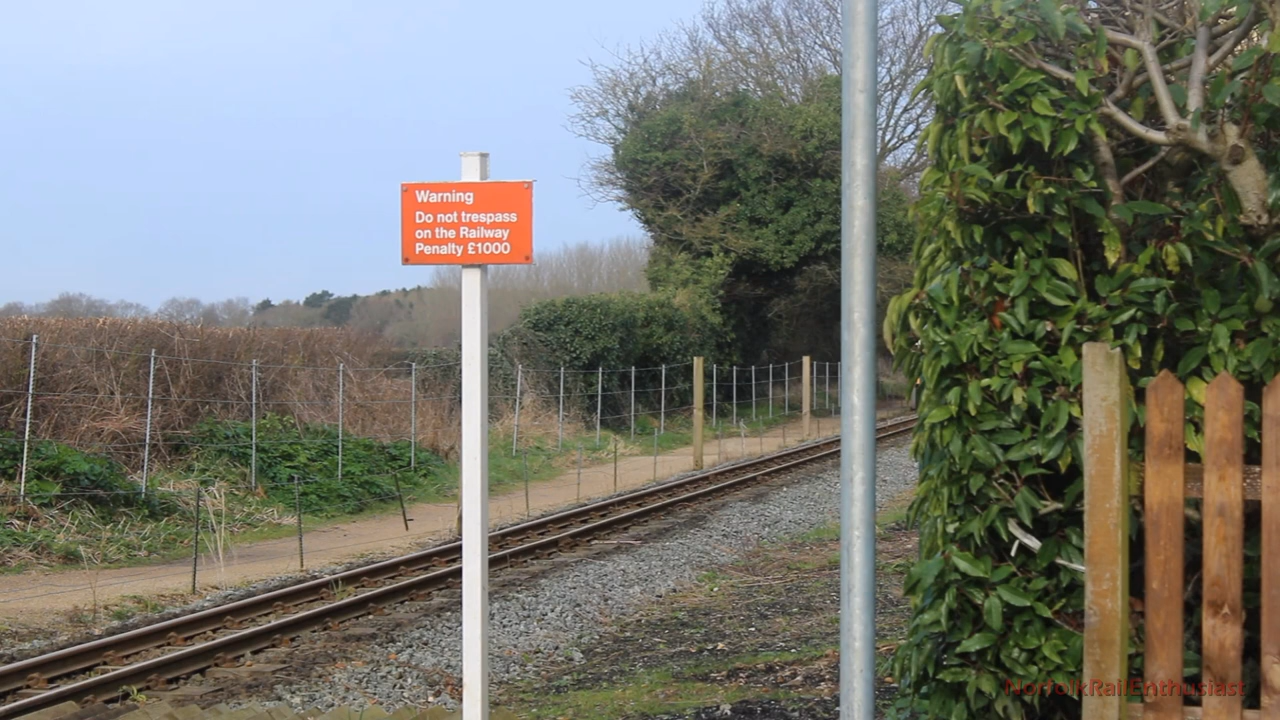 Warning
Do not trespass
on the Railway
Penalty £1000
NorfolkRailEnthusiast